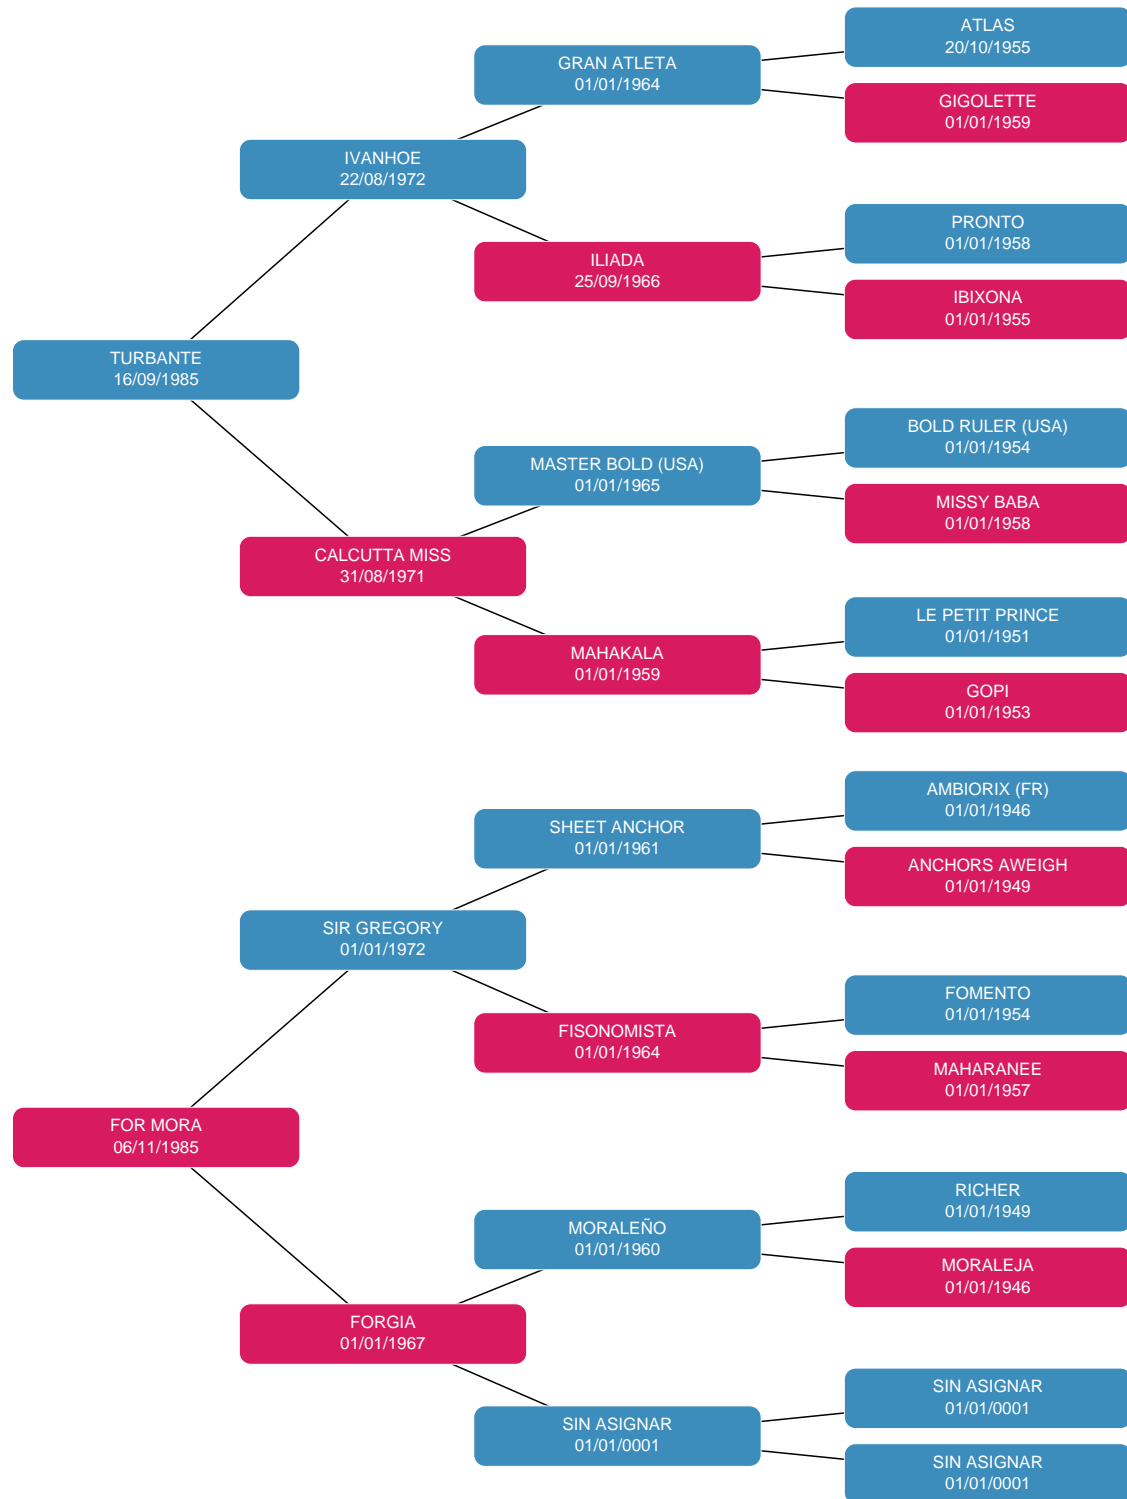 ATLAS
20/10/1955
GRAN ATLETA
01/01/1964
GIGOLETTE
01/01/1959
IVANHOE
22/08/1972
PRONTO
01/01/1958
ILIADA
25/09/1966
IBIXONA
01/01/1955
TURBANTE
16/09/1985
BOLD RULER (USA)
01/01/1954
MASTER BOLD (USA)
01/01/1965
MISSY BABA
01/01/1958
CALCUTTA MISS
31/08/1971
LE PETIT PRINCE
01/01/1951
MAHAKALA
01/01/1959
GOPI
01/01/1953
AMBIORIX (FR)
01/01/1946
SHEET ANCHOR
01/01/1961
ANCHORS AWEIGH
01/01/1949
SIR GREGORY
01/01/1972
FOMENTO
01/01/1954
FISONOMISTA
01/01/1964
MAHARANEE
01/01/1957
FOR MORA
06/11/1985
RICHER
01/01/1949
MORALEÑO
01/01/1960
MORALEJA
01/01/1946
FORGIA
01/01/1967
SIN ASIGNAR
01/01/0001
SIN ASIGNAR
01/01/0001
SIN ASIGNAR
01/01/0001